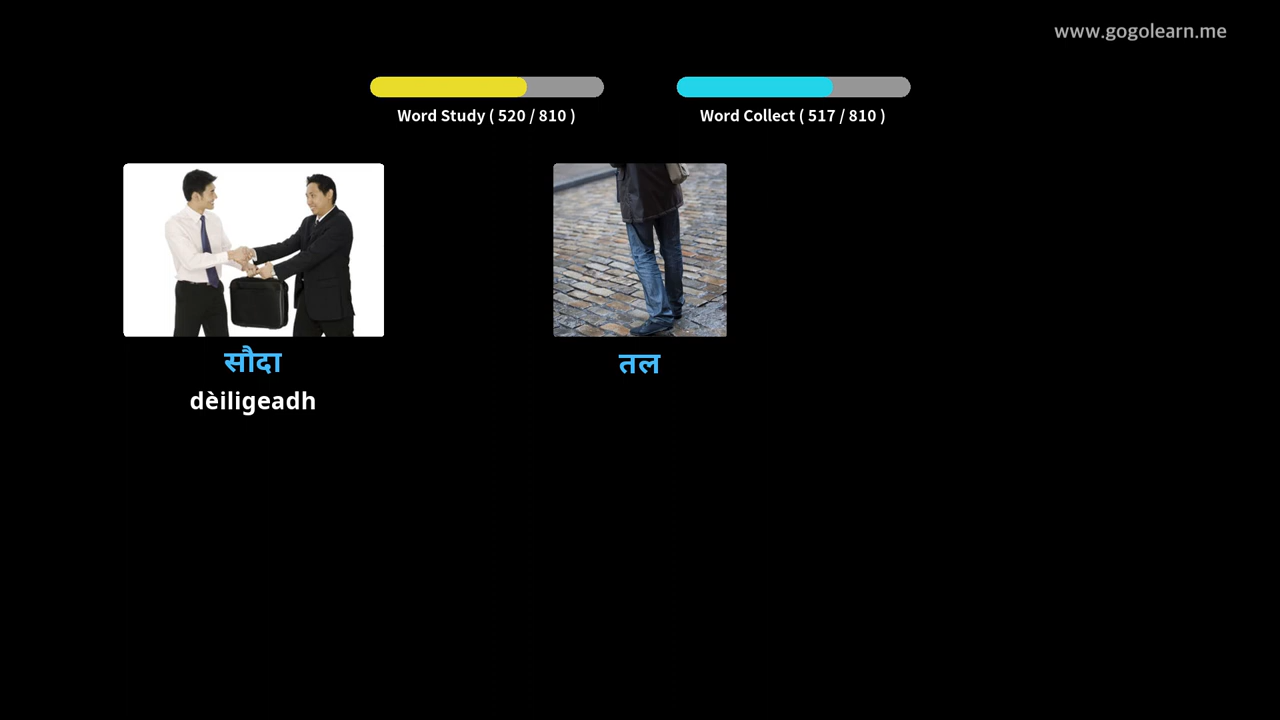 www.gogolearn.me
Word Study ( 520 / 810 )
Word Collect ( 517 / 810 )
सौदा
dèiligeadh
तल